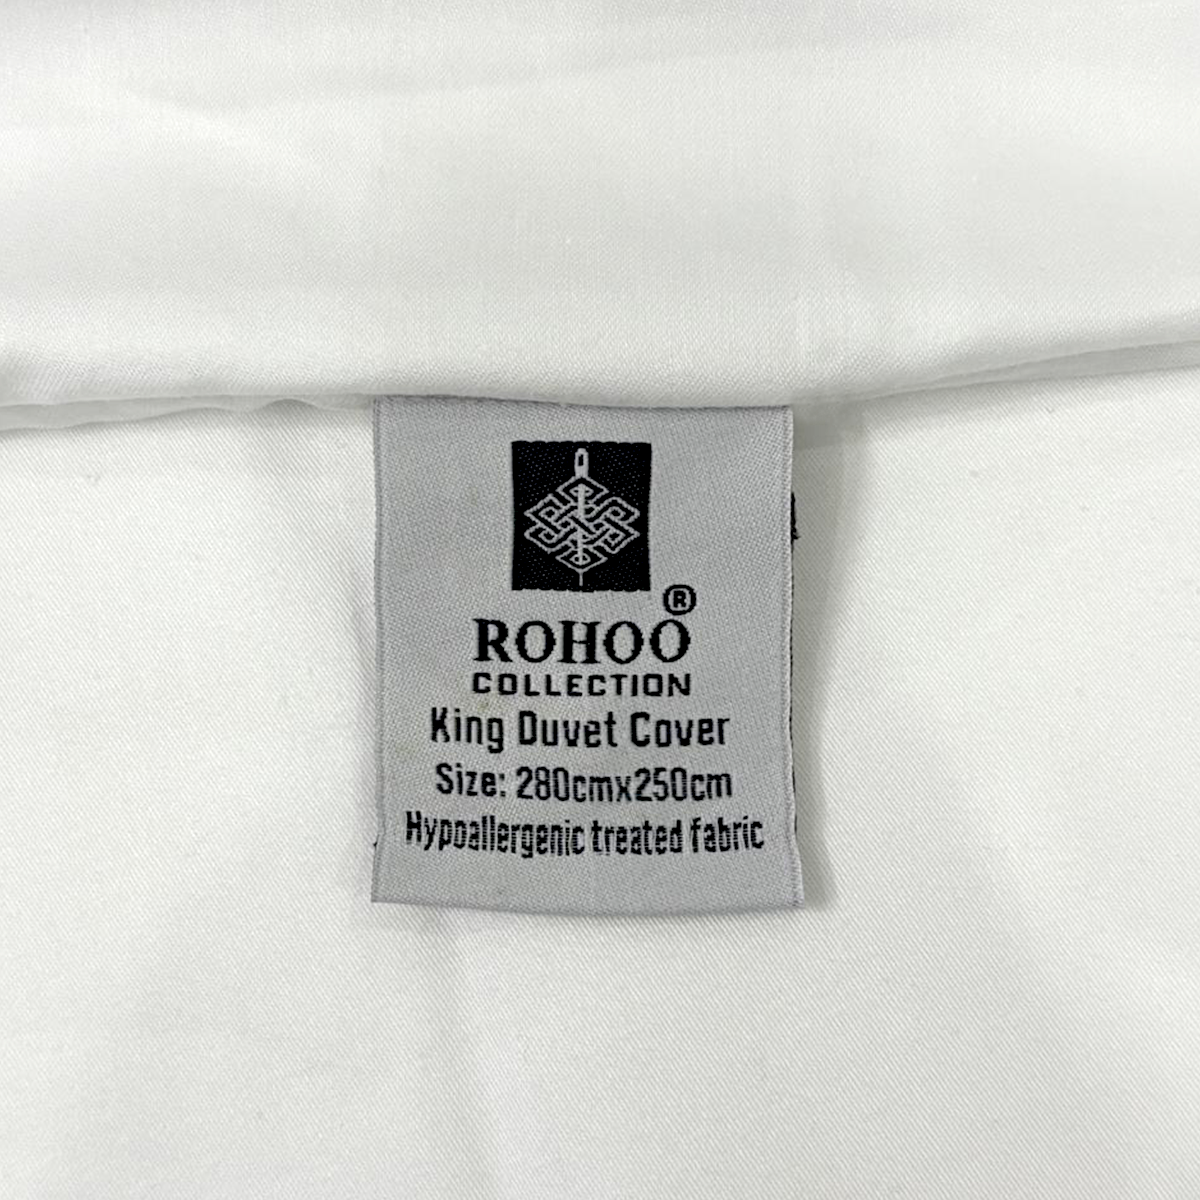 ®
ROHOO
COLLECTION
King Duvet Cover
Size: 280cmx250cm
Hypoallergenic treated fabric